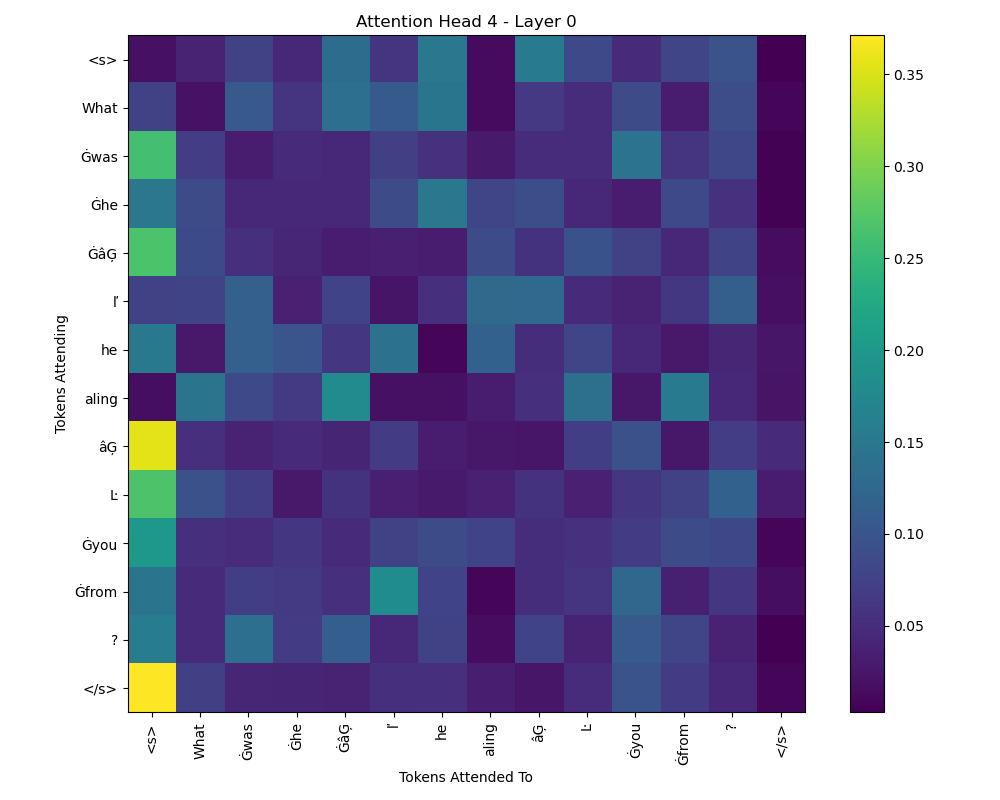 Attention Head 4 - Layer 0
Tokens Attending
<s>
What
Ġwas
Ġhe
ĠâĢ
ľ
he
aling
âĢ
Ŀ
Ġyou
Ġfrom
?
</s>
<s>
What
Ġwas
Ġhe
ĠâĢ
ľ
he
aling
âĢ
Ŀ
Ġyou
Ġfrom
?
</s>
Tokens Attended To
0.35
0.30
0.25
0.20
0.15
0.10
0.05